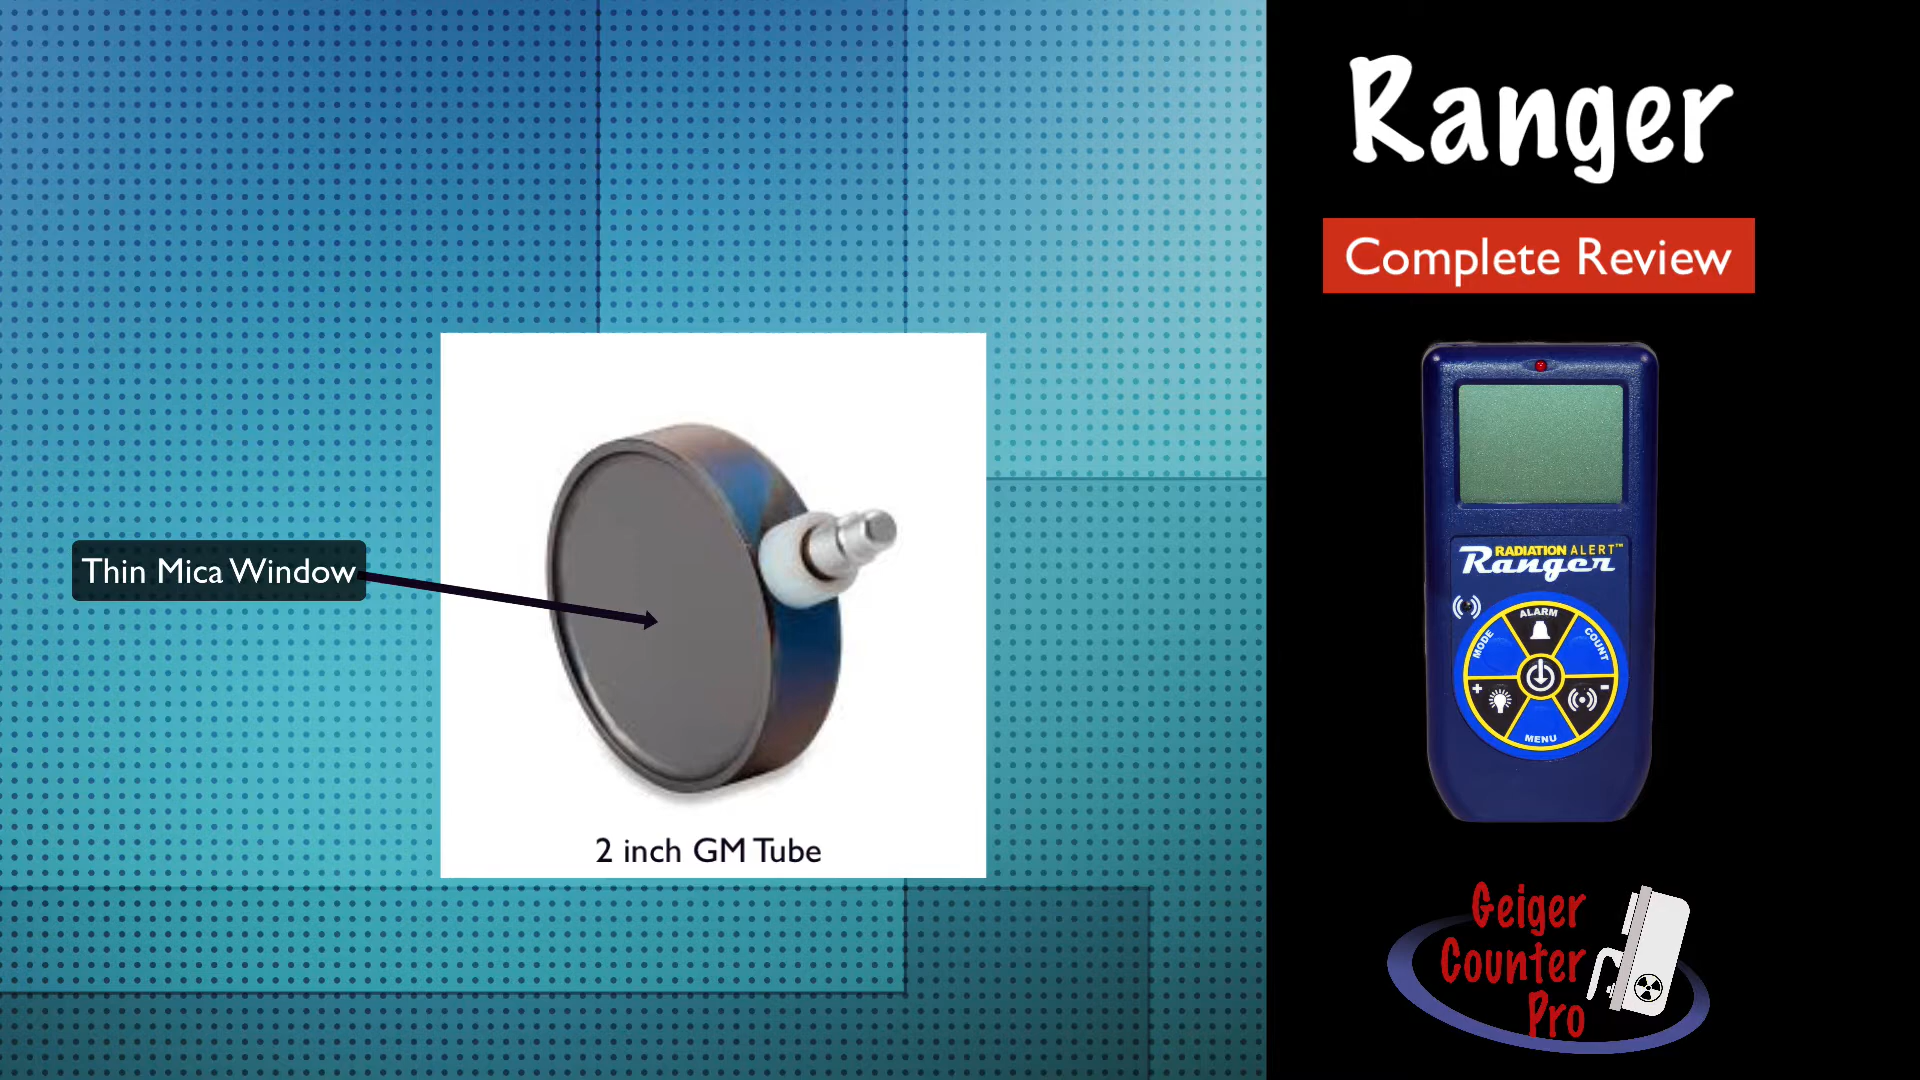 Thin Mica Window
2 inch GM Tube
Ranger
Complete Review
RADIATION ALERT™
Ranger
ALARM
MODE
COUNT
+
-
MENU
Geiger
Counter
Pro